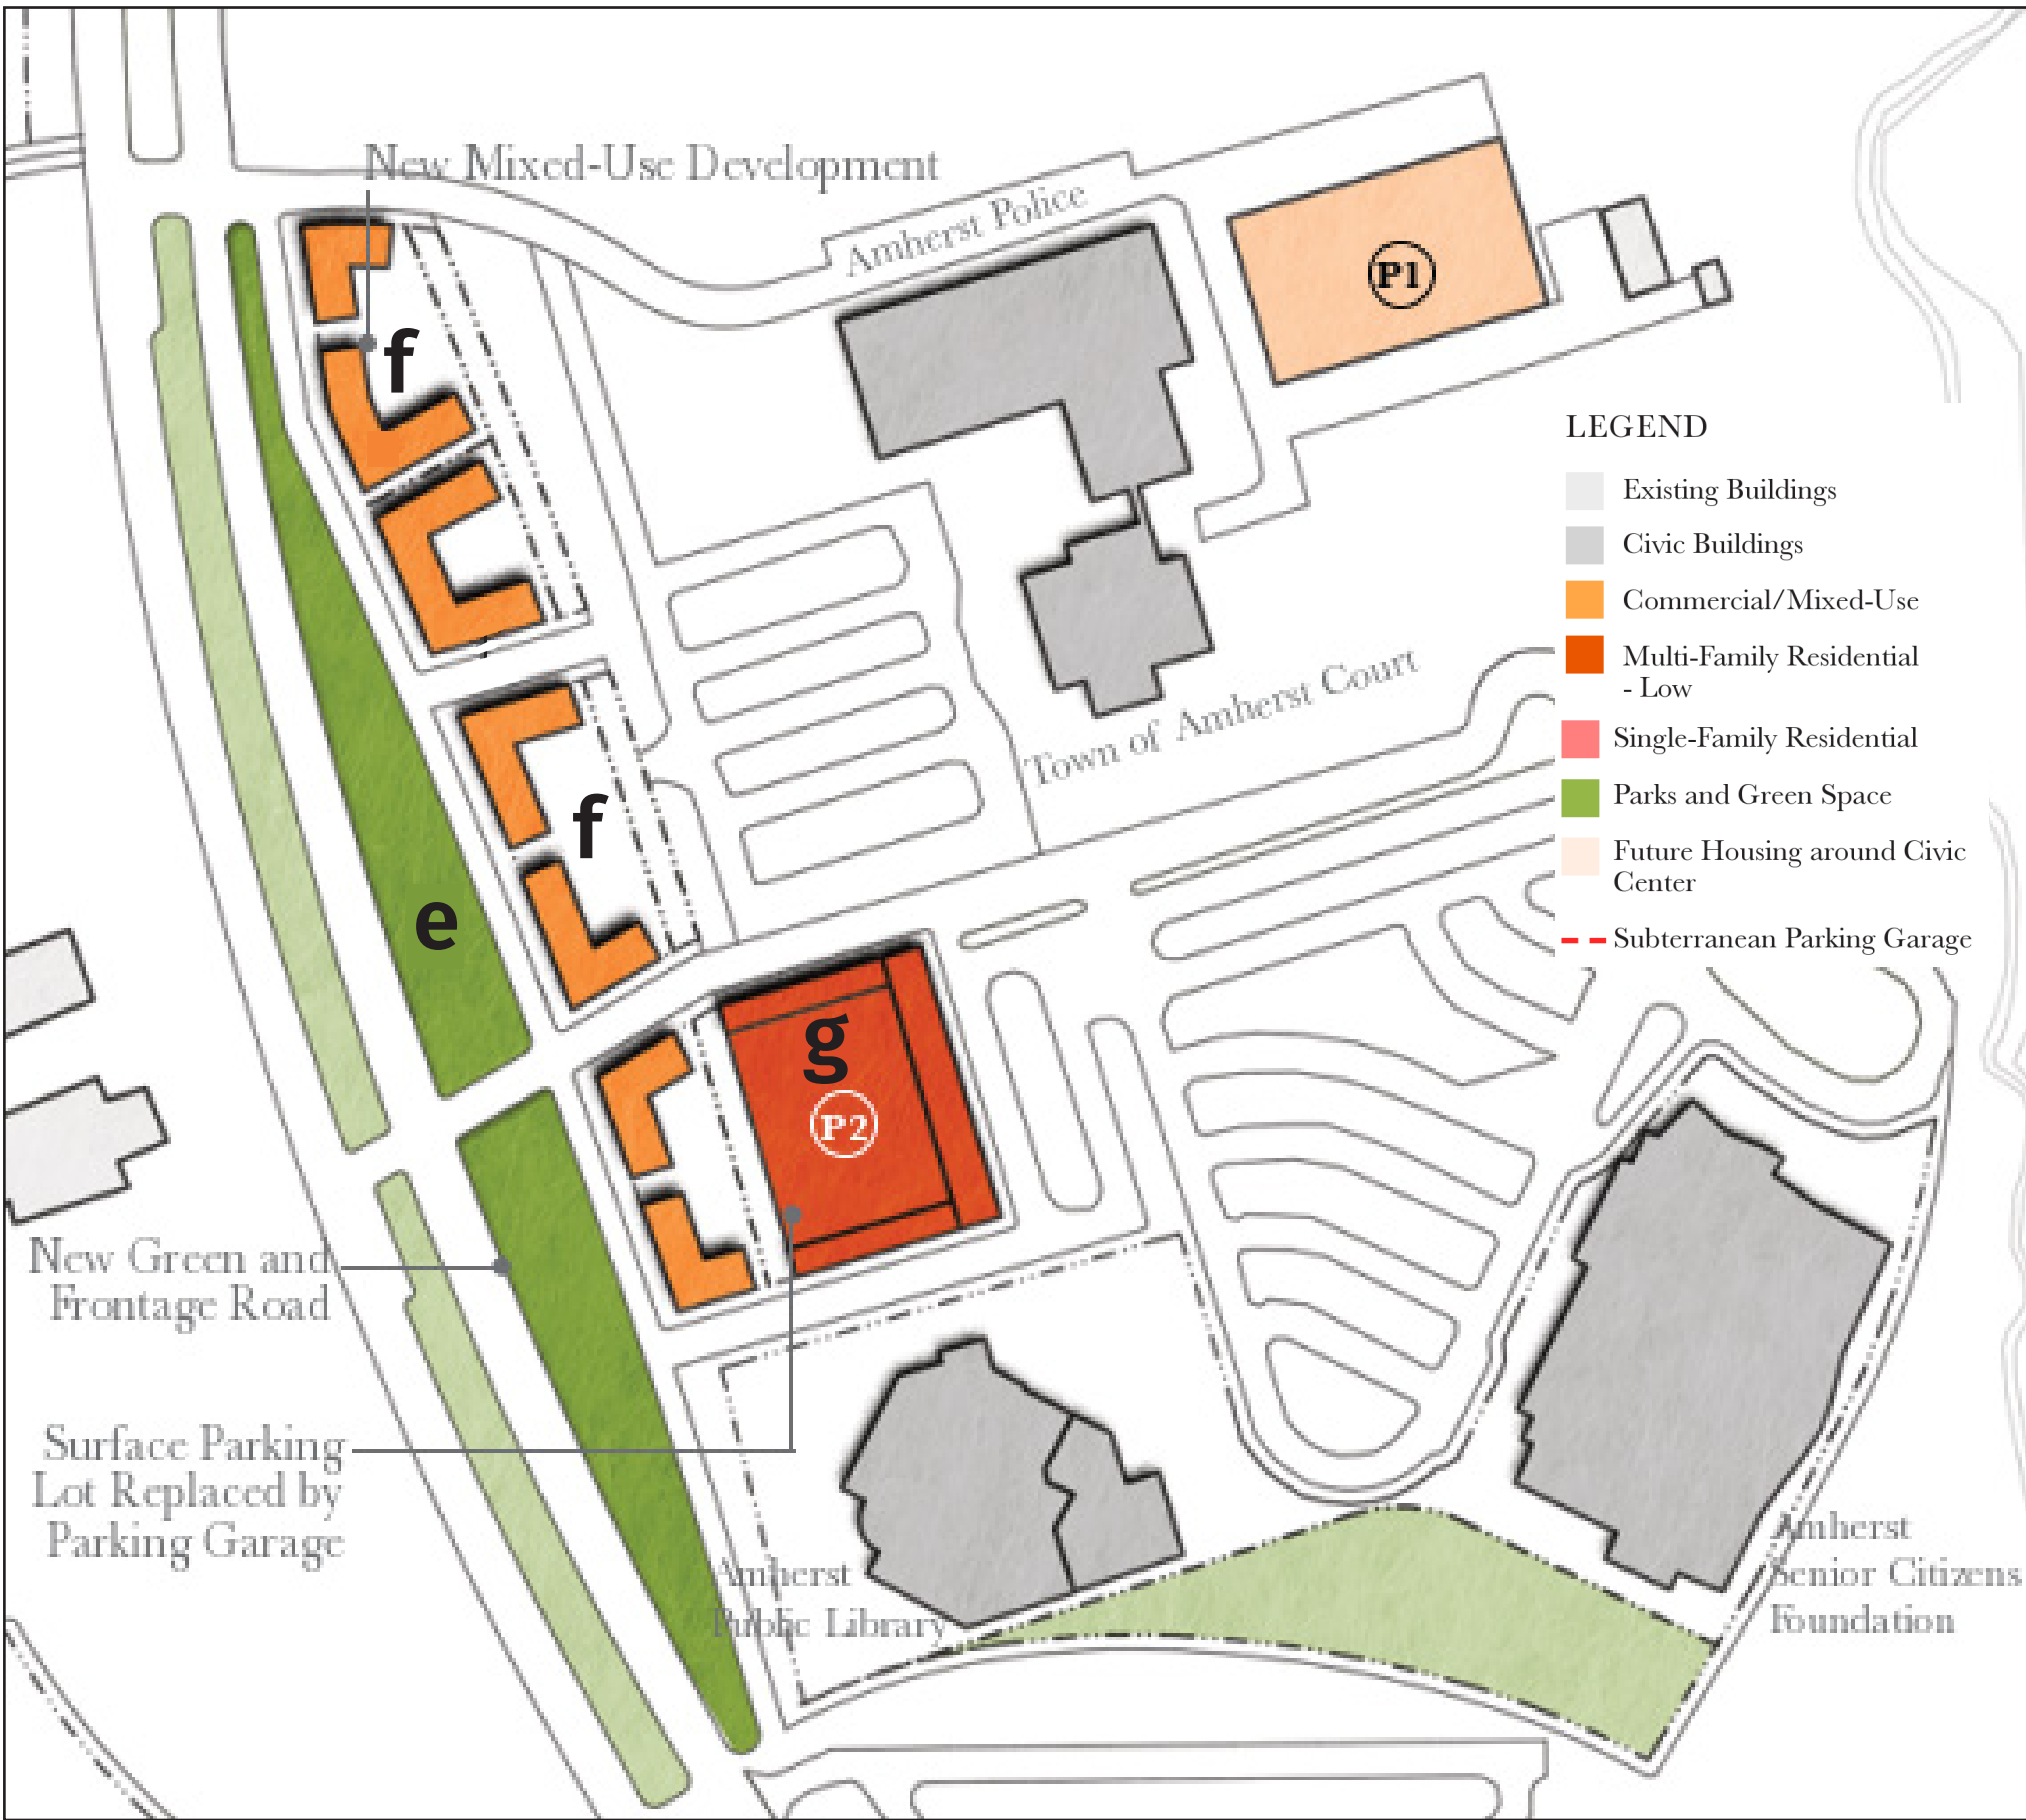 New Mixed-Use Development
Amherst Police
P1
f
LEGEND
Existing Buildings
Civic Buildings
Commercial/Mixed-Use
Multi-Family Residential
- Low
Single-Family Residential
Parks and Green Space
Future Housing around Civic
Center
Subterranean Parking Garage
Town of Amherst Court
f
e
g
P2
New Green and
Frontage Road
Surface Parking
Lot Replaced by
Parking Garage
Amherst
Public Library
Amherst
Senior Citizens
Foundation